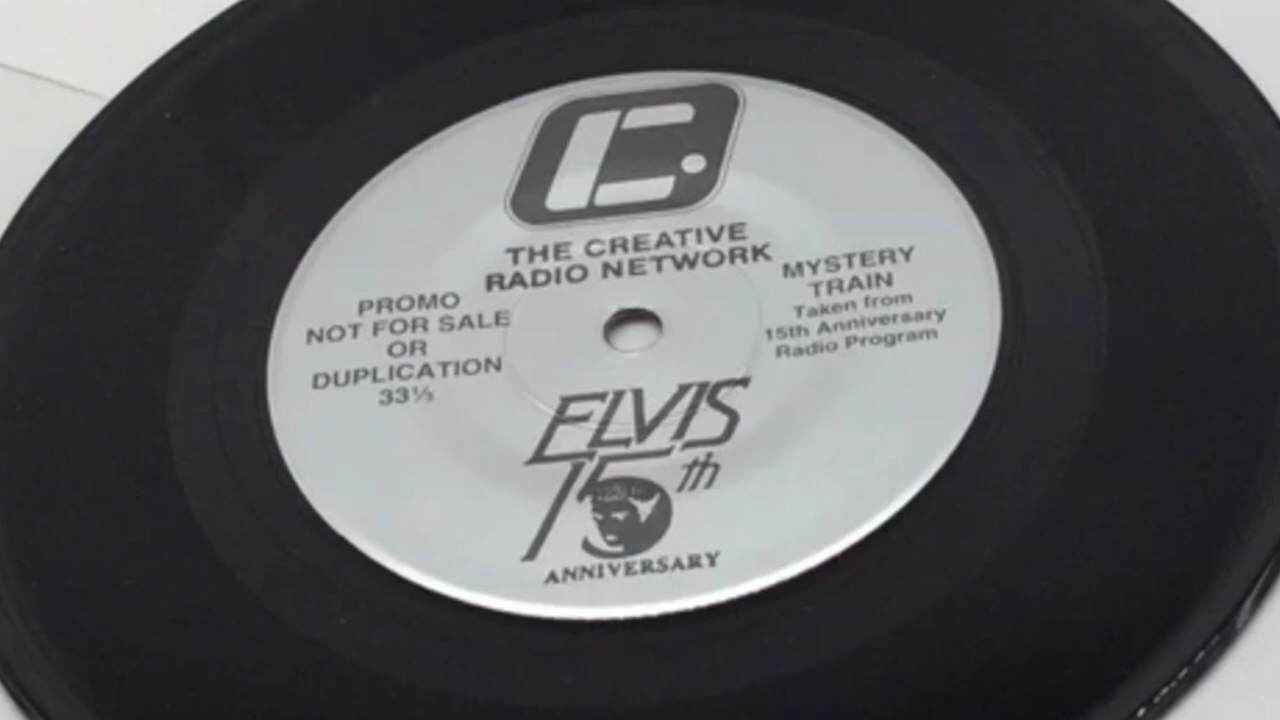 THE CREATIVE
RADIO NETWORK
PROMO
NOT FOR SALE
OR
DUPLICATION
33⅓
MYSTERY
TRAIN
Taken from
15th Anniversary
Radio Program
ELVIS
15th
ANNIVERSARY